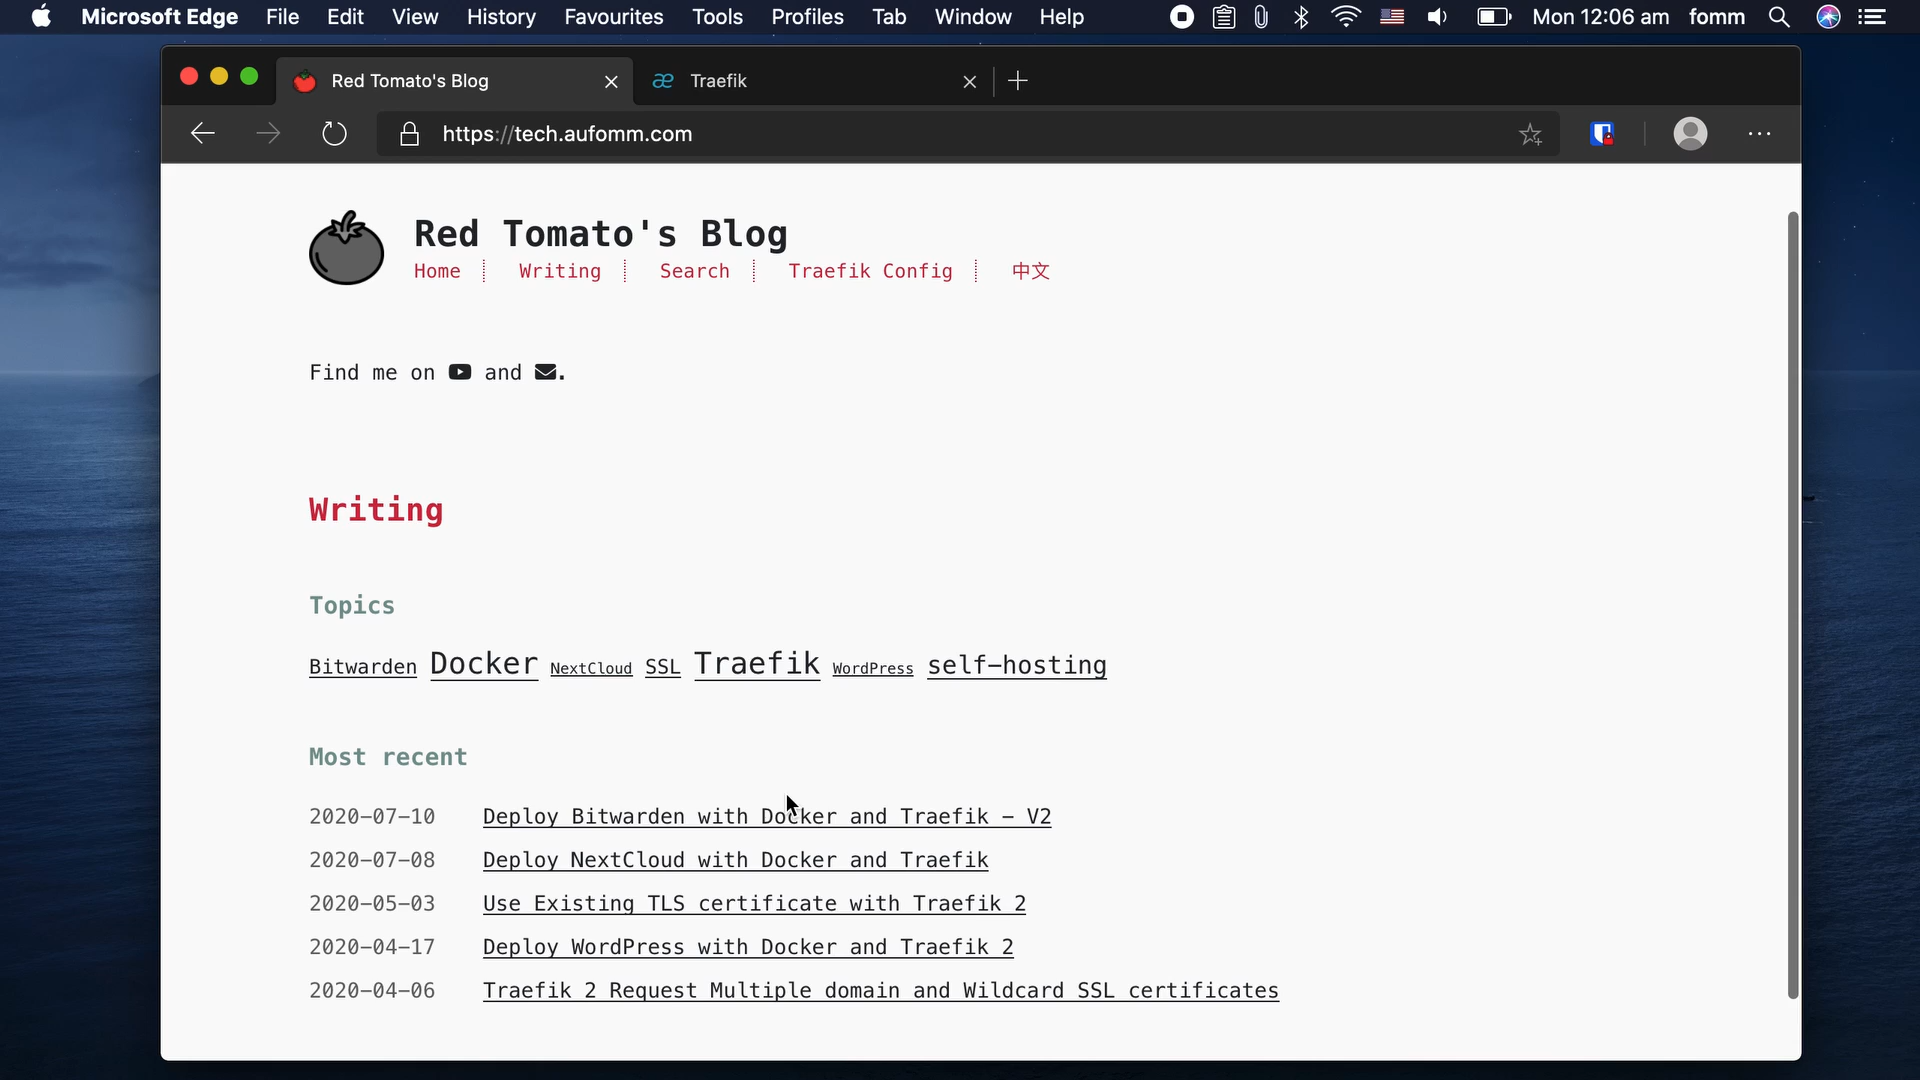 Microsoft Edge File Edit View History Favourites Tools Profiles Tab Window Help Mon 12:06 am fomm
Red Tomato's Blog Traefik
https://tech.aufomm.com
Red Tomato's Blog
Home Writing Search Traefik Config 中文
Find me on and .
Writing
Topics
Bitwarden Docker NextCloud SSL Traefik WordPress self-hosting
Most recent
2020-07-10 Deploy Bitwarden with Docker and Traefik - V2
2020-07-08 Deploy NextCloud with Docker and Traefik
2020-05-03 Use Existing TLS certificate with Traefik 2
2020-04-17 Deploy WordPress with Docker and Traefik 2
2020-04-06 Traefik 2 Request Multiple domain and Wildcard SSL certificates